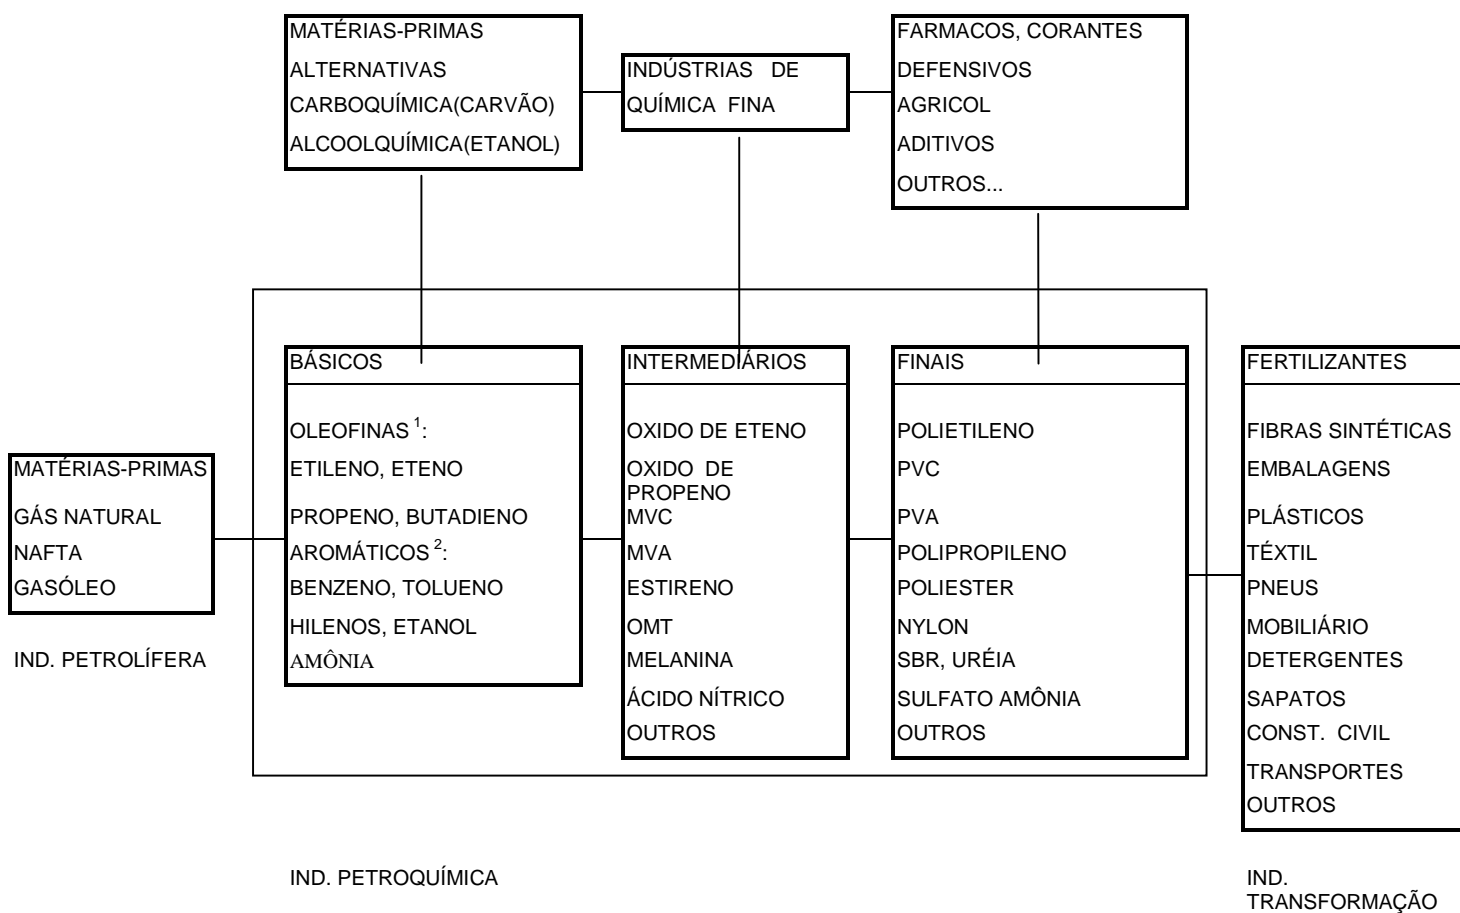 MATÉRIAS-PRIMAS
ALTERNATIVAS
CARBOQUÍMICA(CARVÃO)
ALCOOLQUÍMICA(ETANOL)
INDÚSTRIAS DE
QUÍMICA FINA
FARMACOS, CORANTES
DEFENSIVOS
AGRICOL
ADITIVOS
OUTROS...
MATÉRIAS-PRIMAS
GÁS NATURAL
NAFTA
GASÓLEO
IND. PETROLÍFERA
BÁSICOS
OLEOFINAS ¹:
ETILENO, ETENO
PROPENO, BUTADIENO
AROMÁTICOS ²:
BENZENO, TOLUENO
HILENOS, ETANOL
AMÔNIA
INTERMEDIÁRIOS
OXIDO DE ETENO
OXIDO DE
PROPENO
MVC
MVA
ESTIRENO
OMT
MELANINA
ÁCIDO NÍTRICO
OUTROS
FINAIS
POLIETILENO
PVC
PVA
POLIPROPILENO
POLIESTER
NYLON
SBR, URÉIA
SULFATO AMÔNIA
OUTROS
FERTILIZANTES
FIBRAS SINTÉTICAS
EMBALAGENS
PLÁSTICOS
TÉXTIL
PNEUS
MOBILIÁRIO
DETERGENTES
SAPATOS
CONST. CIVIL
TRANSPORTES
OUTROS
IND. PETROQUÍMICA
IND.
TRANSFORMAÇÃO